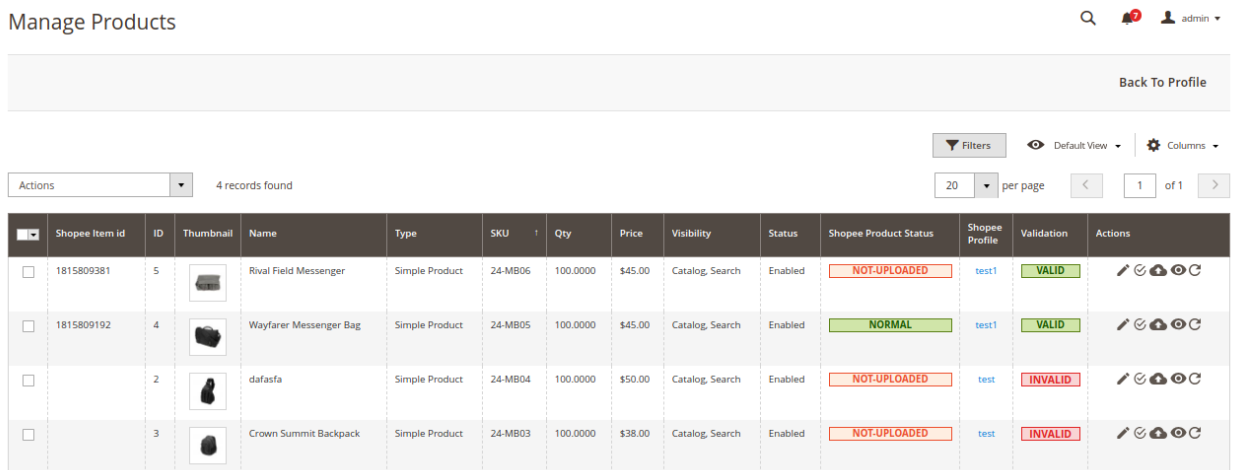 Manage Products
7
admin
Back To Profile
Filters
Default View
Columns
Actions
4 records found
20
per page
1
of 1
Shopee Item id ID Thumbnail Name Type SKU ↑ Qty Price Visibility Status Shopee Product Status Shopee Profile Validation Actions
1815809381 5 Rival Field Messenger Simple Product 24-MB06 100.0000 $45.00 Catalog, Search Enabled NOT-UPLOADED test1 VALID
1815809192 4 Wayfarer Messenger Bag Simple Product 24-MB05 100.0000 $45.00 Catalog, Search Enabled NORMAL test1 VALID
2 dafasfa Simple Product 24-MB04 100.0000 $50.00 Catalog, Search Enabled NOT-UPLOADED test INVALID
3 Crown Summit Backpack Simple Product 24-MB03 100.0000 $38.00 Catalog, Search Enabled NOT-UPLOADED test INVALID